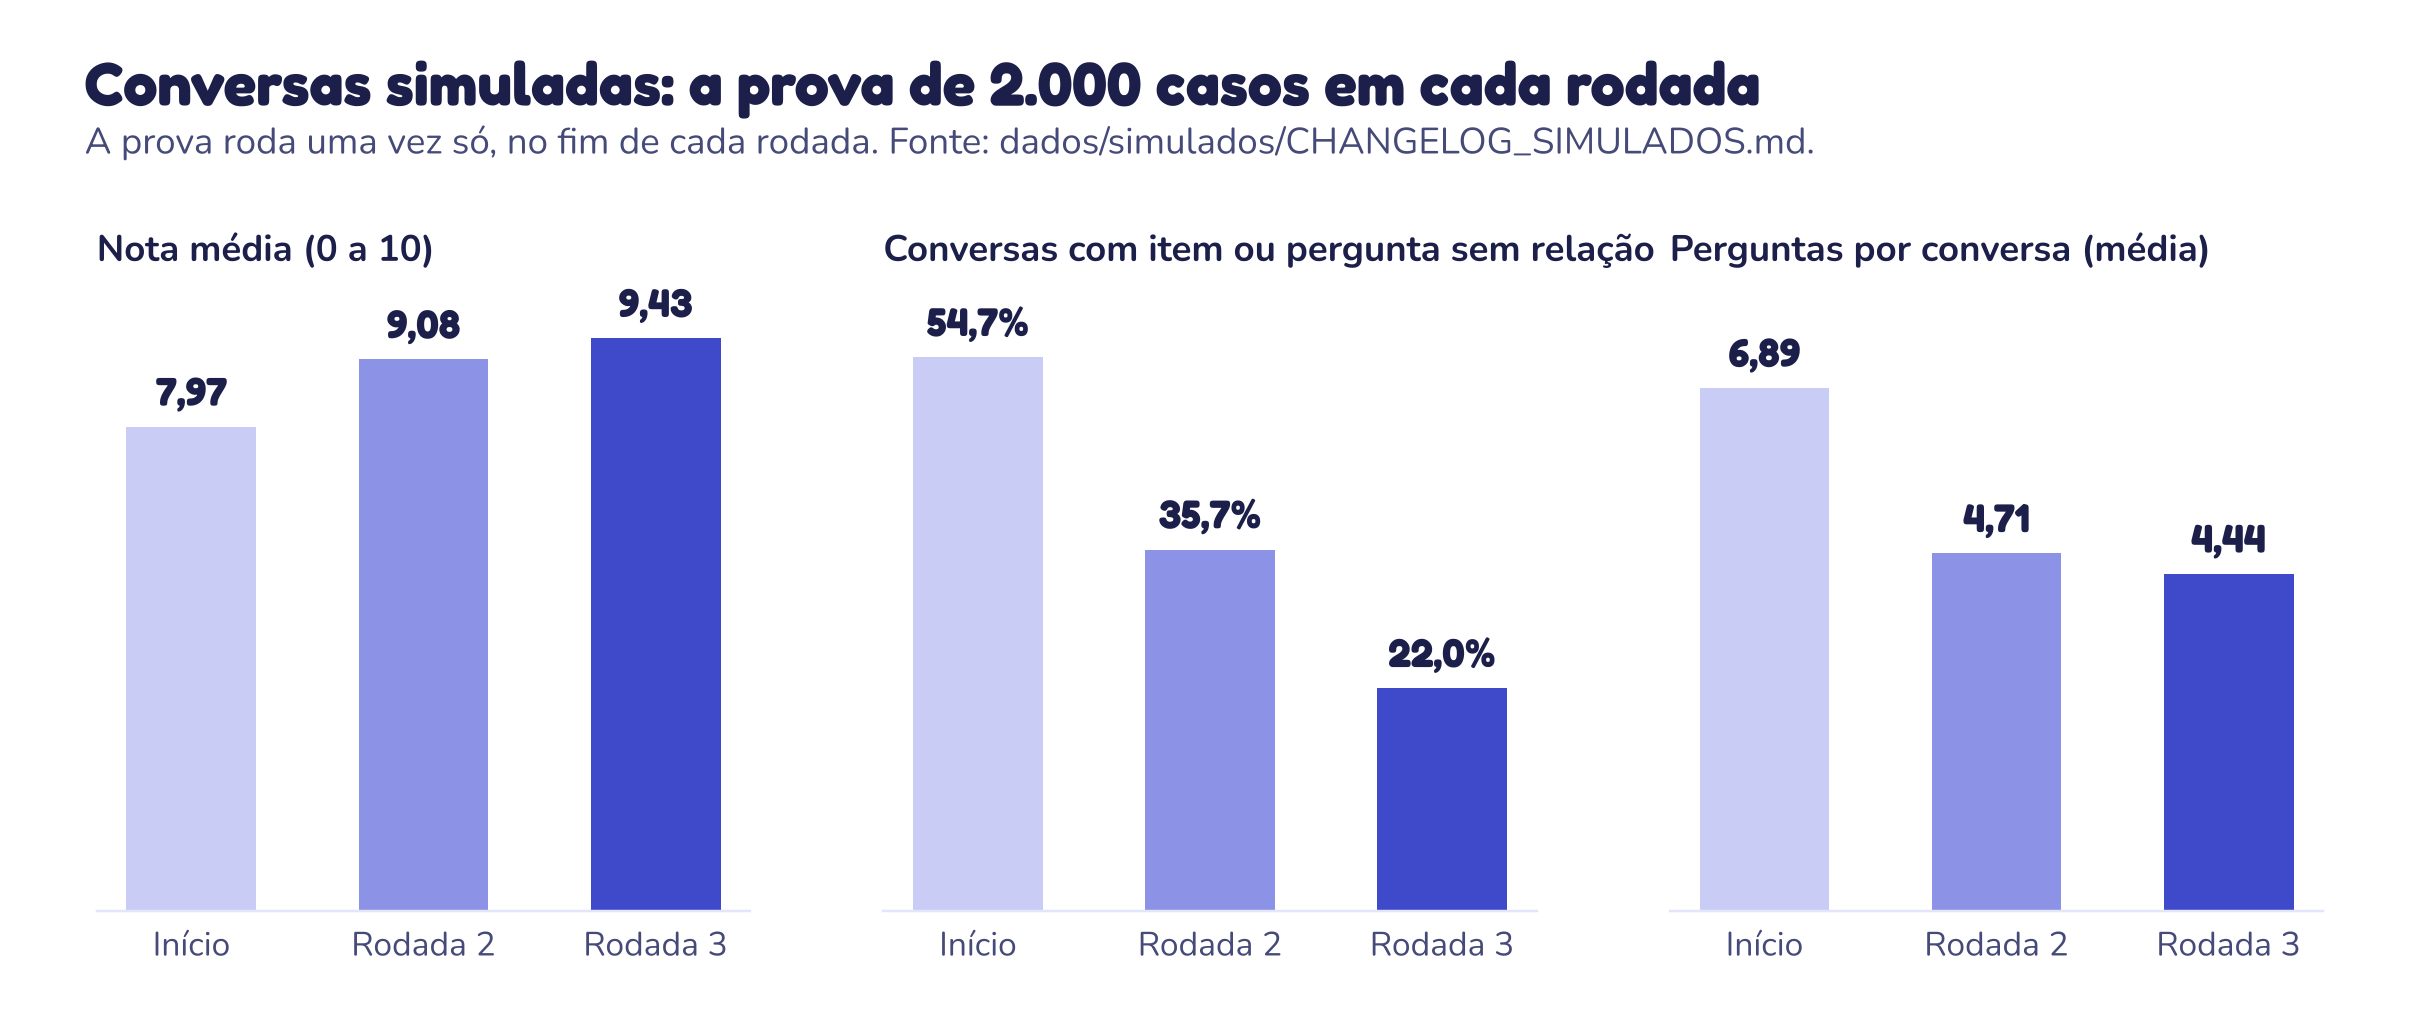 Conversas simuladas: a prova de 2.000 casos em cada rodada
A prova roda uma vez só, no fim de cada rodada. Fonte: dados/simulados/CHANGELOG_SIMULADOS.md.
Nota média (0 a 10)
7,97
9,08
9,43
Início
Rodada 2
Rodada 3
Conversas com item ou pergunta sem relação
54,7%
35,7%
22,0%
Início
Rodada 2
Rodada 3
Perguntas por conversa (média)
6,89
4,71
4,44
Início
Rodada 2
Rodada 3